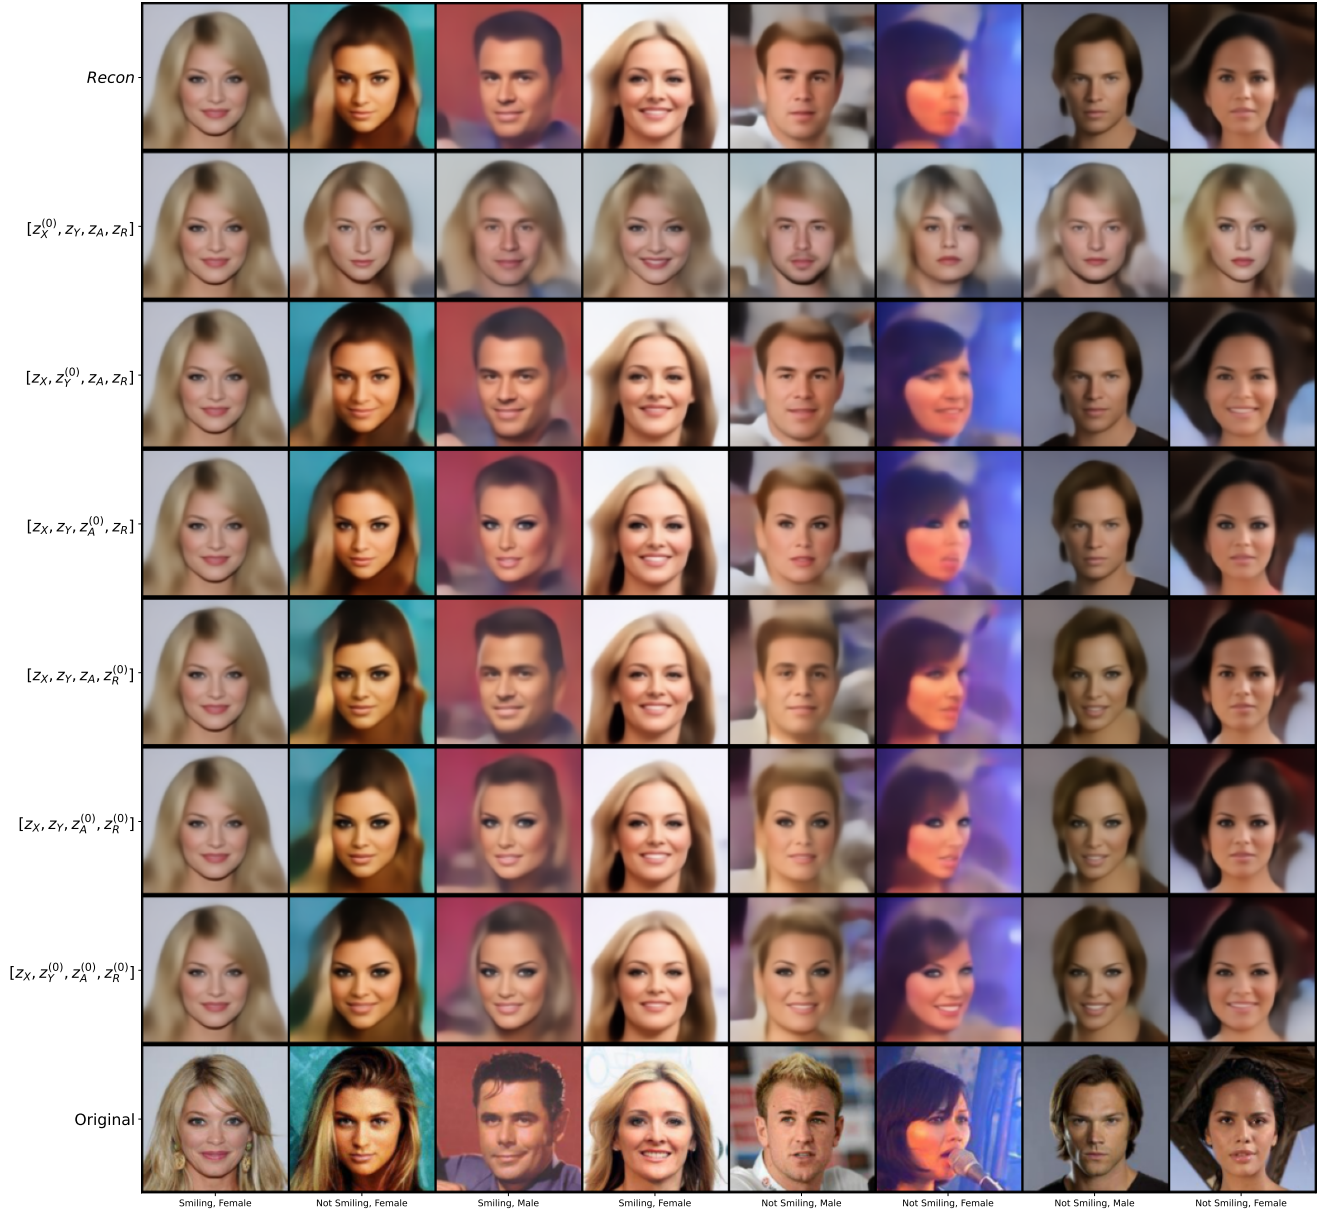 Recon
[z_X^{(0)}, z_Y, z_A, z_R]
[z_X, z_Y^{(0)}, z_A, z_R]
[z_X, z_Y, z_A^{(0)}, z_R]
[z_X, z_Y, z_A, z_R^{(0)}]
[z_X, z_Y, z_A^{(0)}, z_R^{(0)}]
[z_X, z_Y^{(0)}, z_A^{(0)}, z_R^{(0)}]
Original
Smiling, Female Not Smiling, Female Smiling, Male Smiling, Female Not Smiling, Male Not Smiling, Female Not Smiling, Male Not Smiling, Female